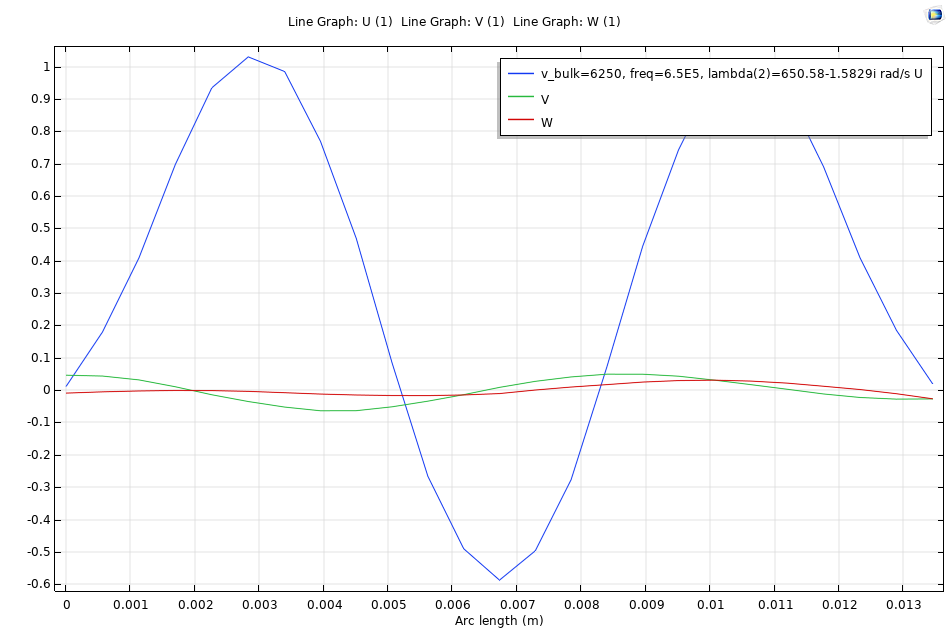 Line Graph: U (1)  Line Graph: V (1)  Line Graph: W (1)
v_bulk=6250, freq=6.5E5, lambda(2)=650.58-1.5829i rad/s U
V
W
1
0.9
0.8
0.7
0.6
0.5
0.4
0.3
0.2
0.1
0
-0.1
-0.2
-0.3
-0.4
-0.5
-0.6
0 0.001 0.002 0.003 0.004 0.005 0.006 0.007 0.008 0.009 0.01 0.011 0.012 0.013
Arc length (m)